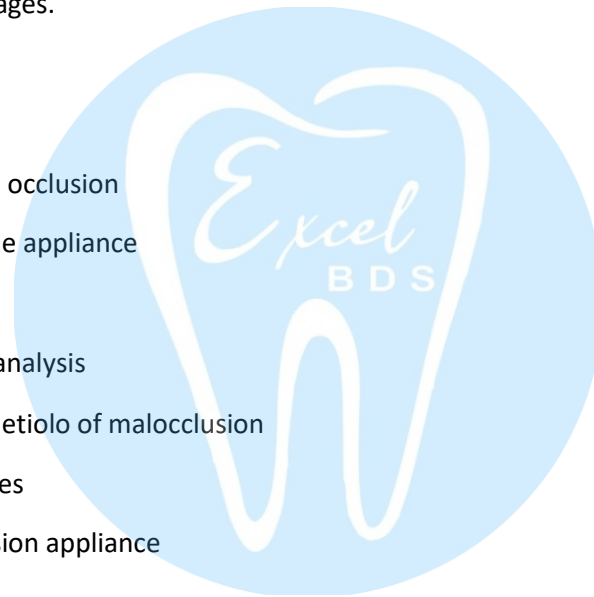 ages.
occlusion
e appliance
Excel
BDS
analysis
etiolo of malocclusion
es
ion appliance